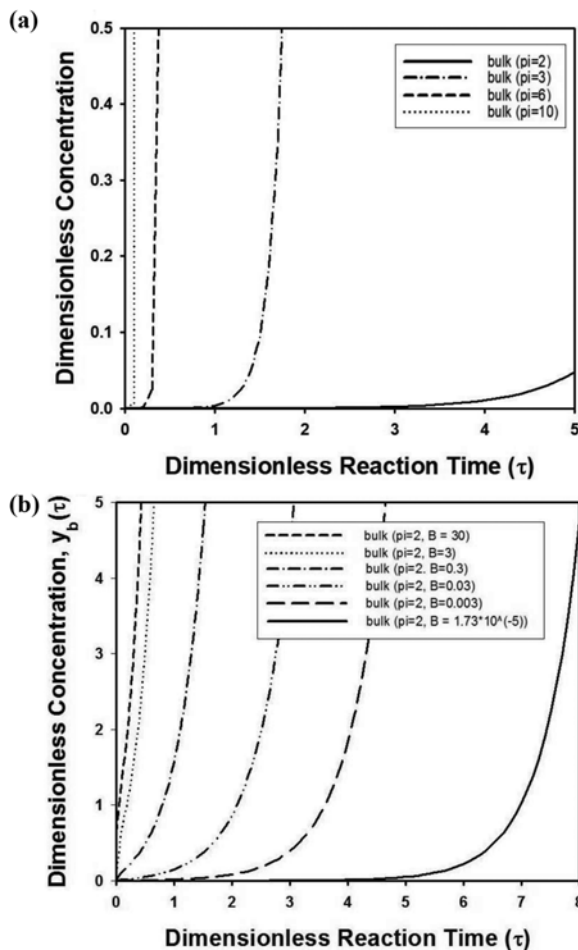 (a)
0.5
0.4
0.3
0.2
0.1
0.0
Dimensionless Concentration
bulk (pi=2)
bulk (pi=3)
bulk (pi=6)
bulk (pi=10)
0 1 2 3 4 5
Dimensionless Reaction Time (τ)
(b)
5
4
3
2
1
0
Dimensionless Concentration, y_b(τ)
bulk (pi=2, B = 30)
bulk (pi=2, B=3)
bulk (pi=2. B=0.3)
bulk (pi=2, B=0.03)
bulk (pi=2, B=0.003)
bulk (pi=2, B = 1.73*10^(-5))
0 1 2 3 4 5 6 7 8
Dimensionless Reaction Time (τ)